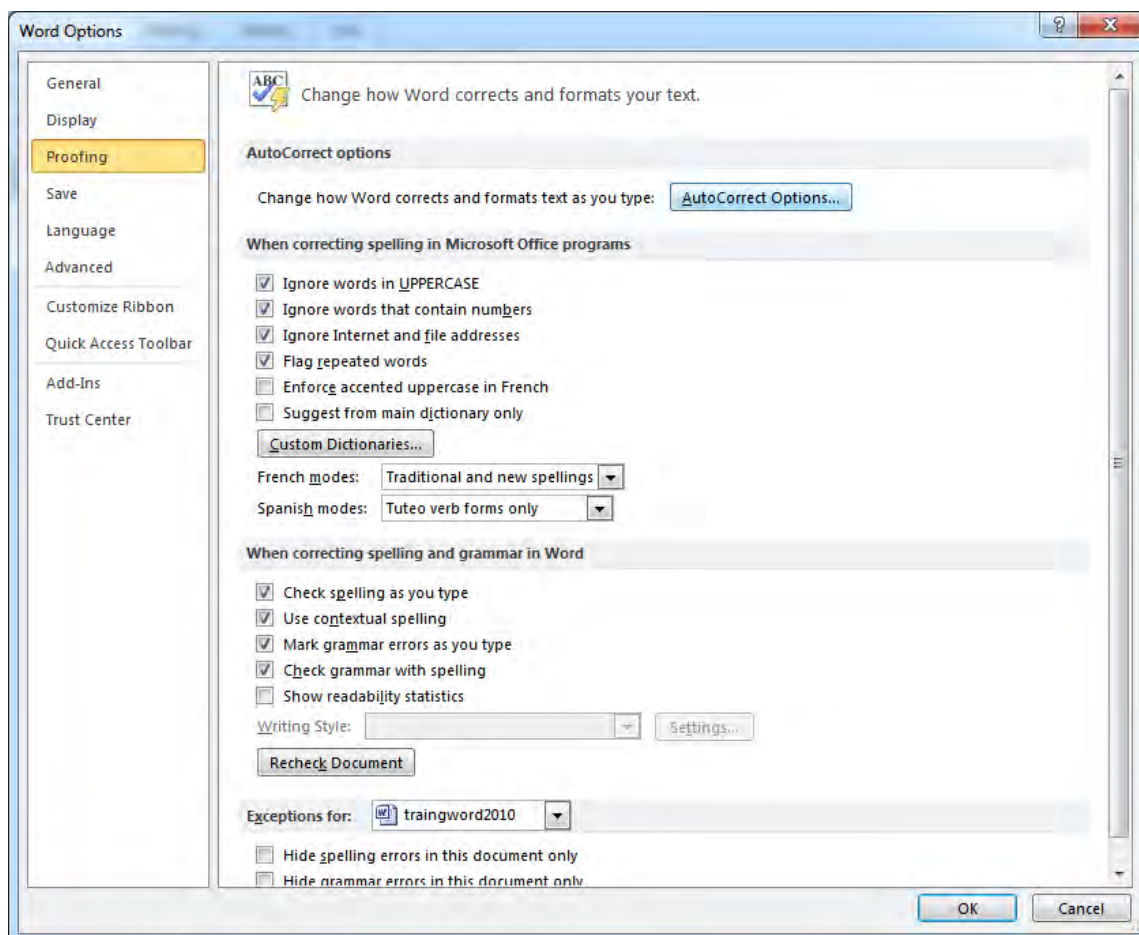 Word Options
General
Display
Proofing
Save
Language
Advanced
Customize Ribbon
Quick Access Toolbar
Add-Ins
Trust Center
ABC
Change how Word corrects and formats your text.
AutoCorrect options
Change how Word corrects and formats text as you type: AutoCorrect Options...
When correcting spelling in Microsoft Office programs
Ignore words in UPPERCASE
Ignore words that contain numbers
Ignore Internet and file addresses
Flag repeated words
Enforce accented uppercase in French
Suggest from main dictionary only
Custom Dictionaries...
French modes: Traditional and new spellings
Spanish modes: Tuteo verb forms only
When correcting spelling and grammar in Word
Check spelling as you type
Use contextual spelling
Mark grammar errors as you type
Check grammar with spelling
Show readability statistics
Writing Style: Settings...
Recheck Document
Exceptions for: traingword2010
Hide spelling errors in this document only
Hide grammar errors in this document only
OK Cancel